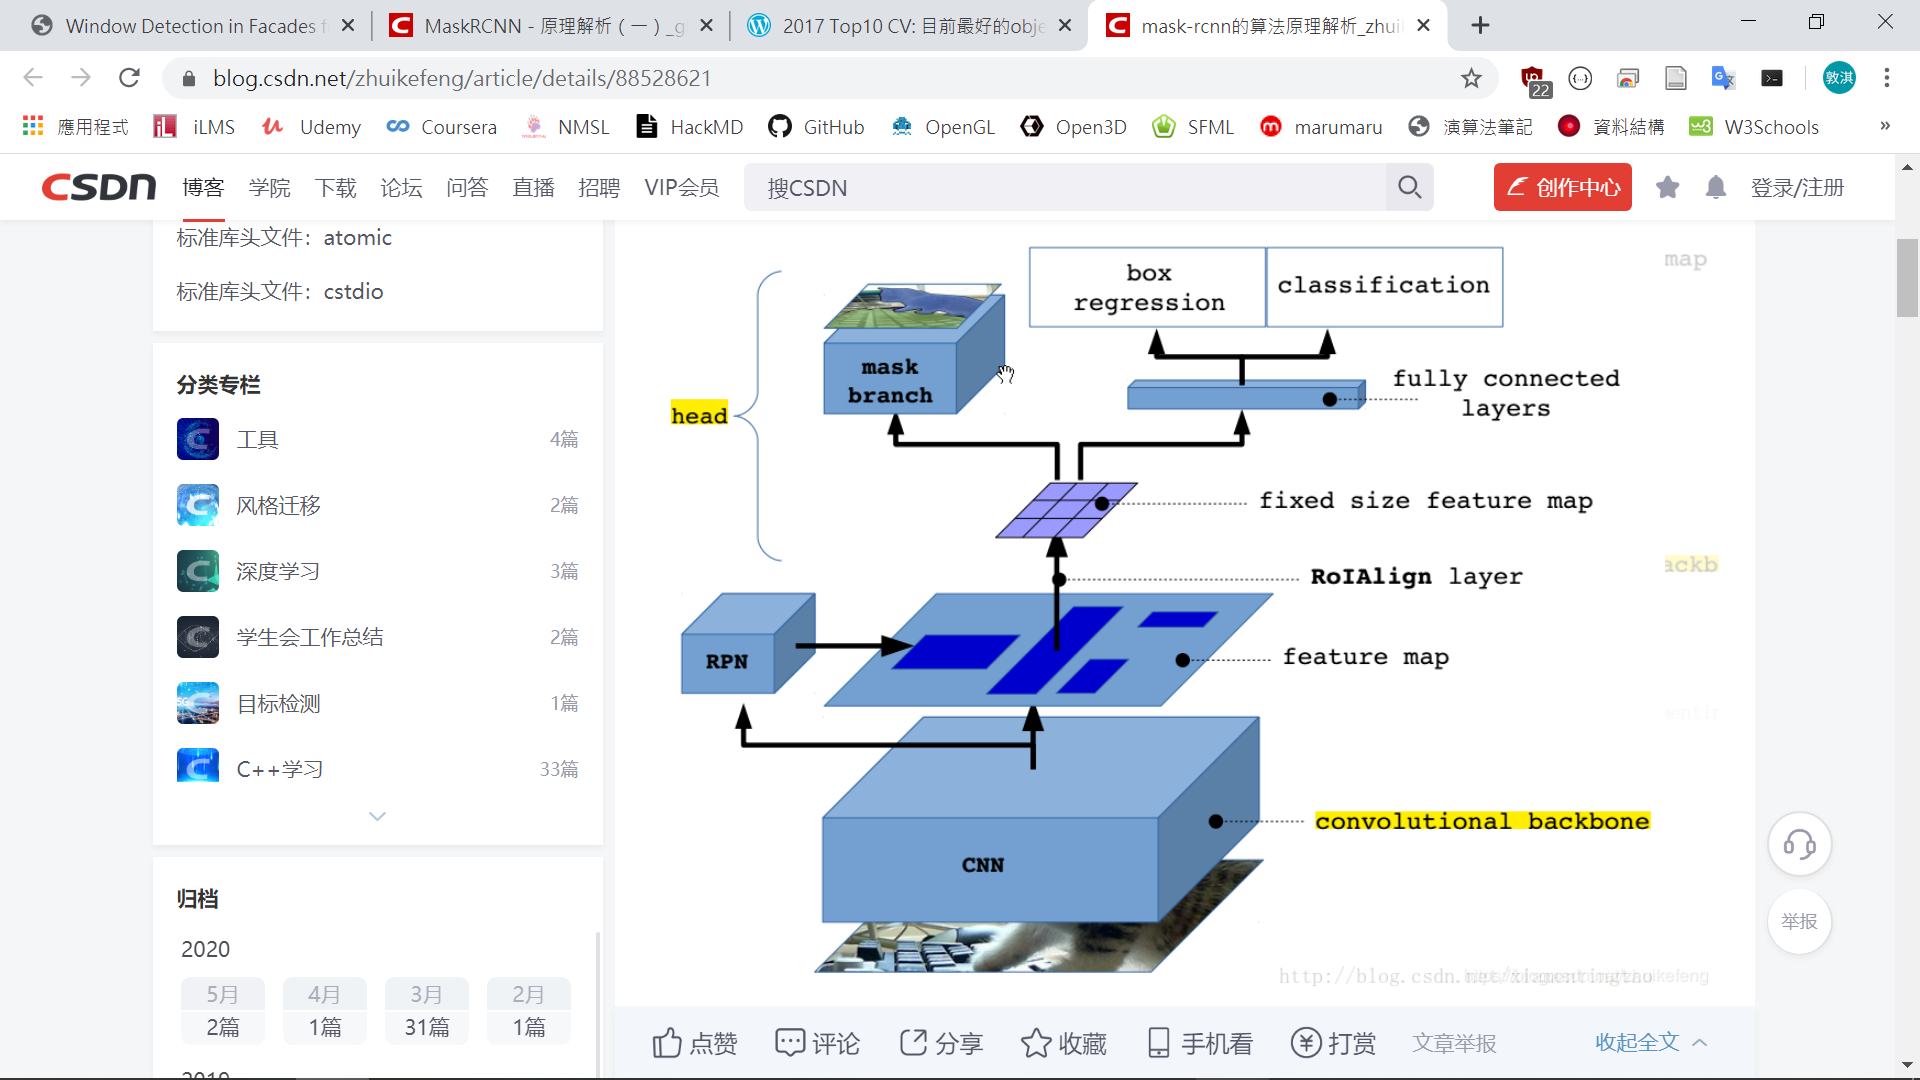 Window Detection in Facades f
MaskRCNN - 原理解析 ( 一 ) _g
2017 Top10 CV: 目前最好的obje
mask-rcnn的算法原理解析_zhuik
blog.csdn.net/zhuikefeng/article/details/88528621
22
敦淇
應用程式
iLMS
Udemy
Coursera
NMSL
HackMD
GitHub
OpenGL
Open3D
SFML
marumaru
演算法筆記
資料結構
W3Schools
»
CSDN
博客
学院
下载
论坛
问答
直播
招聘
VIP会员
搜CSDN
创作中心
登录/注册
标准库头文件：atomic
标准库头文件：cstdio
分类专栏
工具 4篇
风格迁移 2篇
深度学习 3篇
学生会工作总结 2篇
目标检测 1篇
C++学习 33篇
归档
2020
5月 4月 3月 2月
2篇 1篇 31篇 1篇
map
box
regression
classification
mask
branch
head
fully connected
layers
fixed size feature map
ackb
RoIAlign layer
RPN
feature map
convolutional backbone
CNN
http://blog.csdn.net/ximentingtao
举报
点赞
评论
分享
收藏
手机看
打赏
文章举报
收起全文